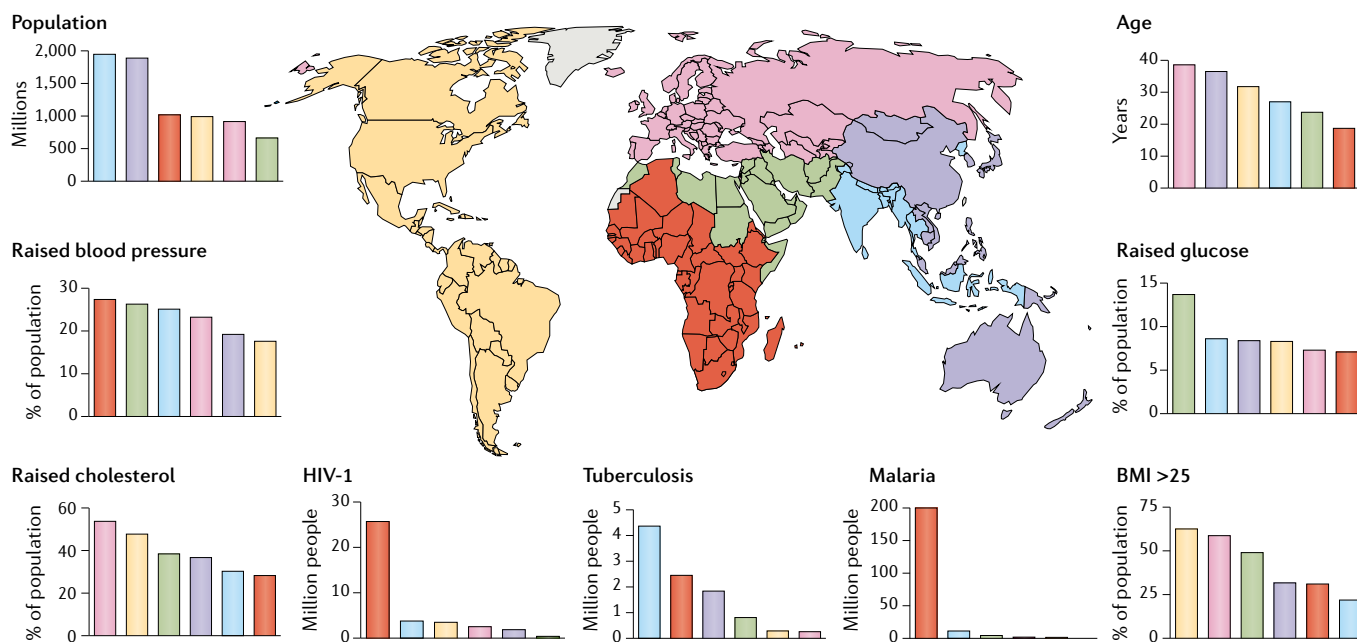 Population
Millions
2,000
1,500
1,000
500
0
Raised blood pressure
% of population
30
20
10
0
Raised cholesterol
% of population
60
40
20
0
HIV-1
Million people
30
20
10
0
Tuberculosis
Million people
5
4
3
2
1
0
Malaria
Million people
200
150
100
50
0
Age
Years
40
30
20
10
0
Raised glucose
% of population
15
10
5
0
BMI >25
% of population
75
50
25
0